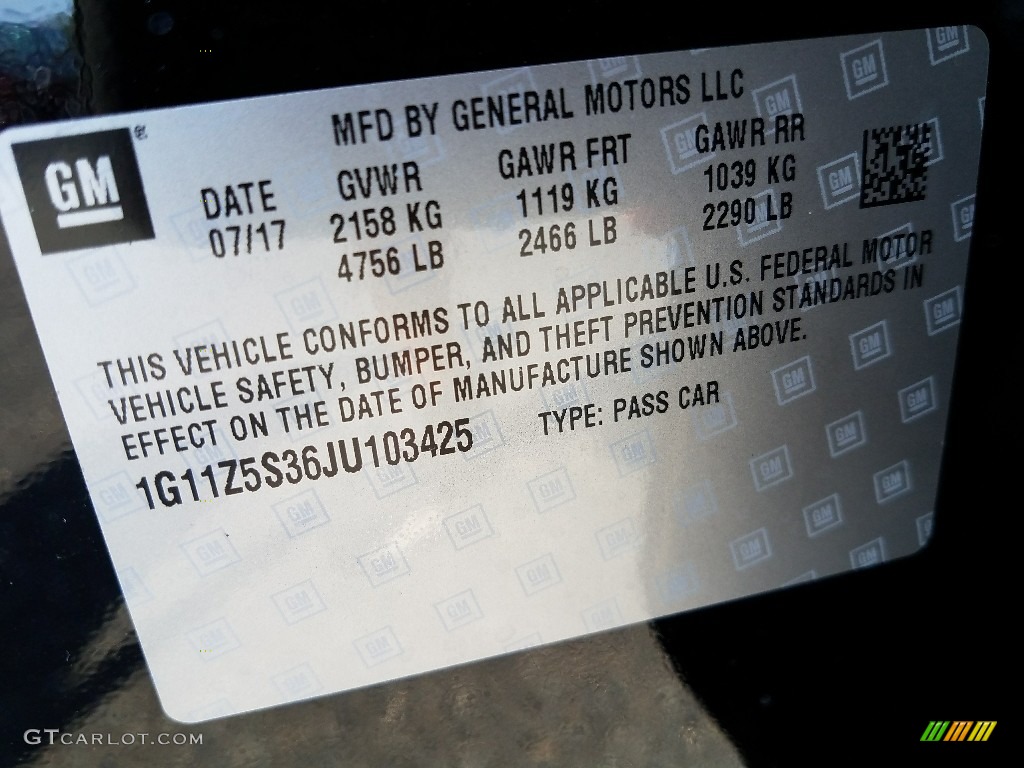 MFD BY GENERAL MOTORS LLC
GM ®
DATE GVWR GAWR FRT GAWR RR
07/17 2158 KG 1119 KG 1039 KG
4756 LB 2466 LB 2290 LB
THIS VEHICLE CONFORMS TO ALL APPLICABLE U.S. FEDERAL MOTOR
VEHICLE SAFETY, BUMPER, AND THEFT PREVENTION STANDARDS IN
EFFECT ON THE DATE OF MANUFACTURE SHOWN ABOVE.
1G11Z5S36JU103425 TYPE: PASS CAR
GTCARLOT.COM